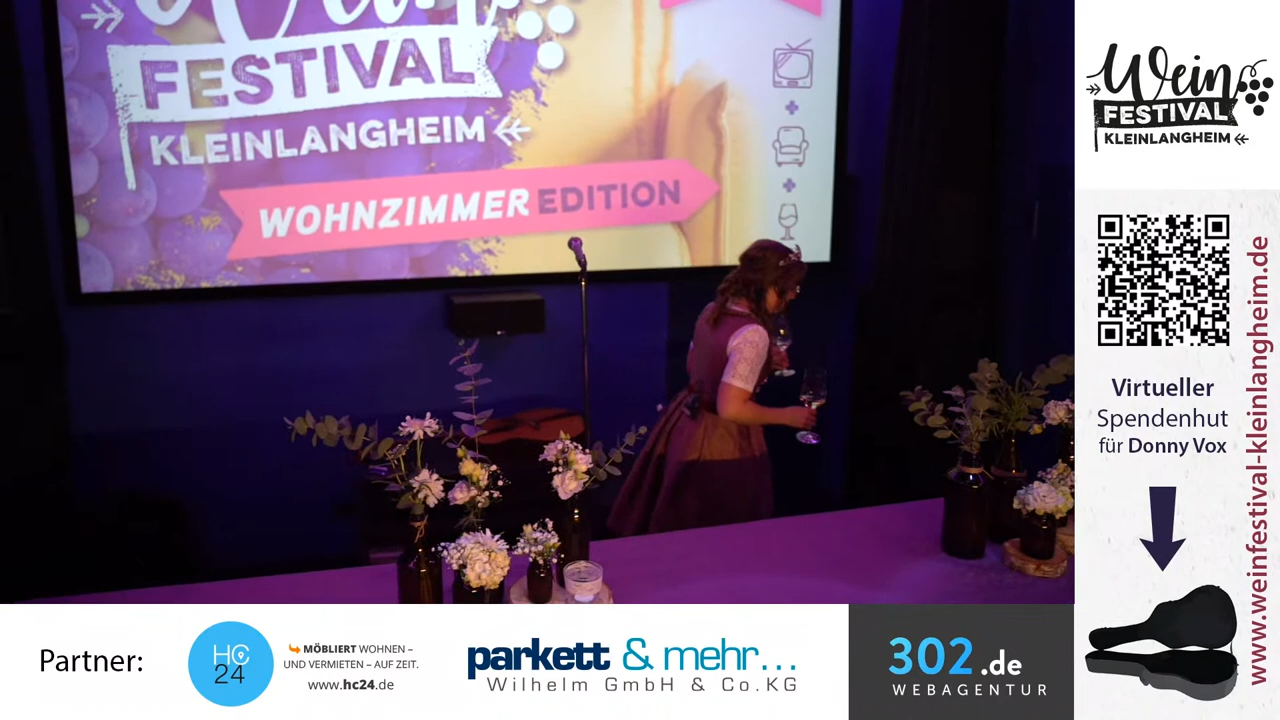 Wein
FESTIVAL
KLEINLANGHEIM
WOHNZIMMER EDITION
Wein
FESTIVAL
KLEINLANGHEIM
Virtueller
Spendenhut
für Donny Vox
www.weinfestival-kleinlangheim.de
Partner:
HC
24
MÖBLIERT WOHNEN –
UND VERMIETEN – AUF ZEIT.
www.hc24.de
parkett & mehr...
Wilhelm GmbH & Co.KG
302.de
WEBAGENTUR